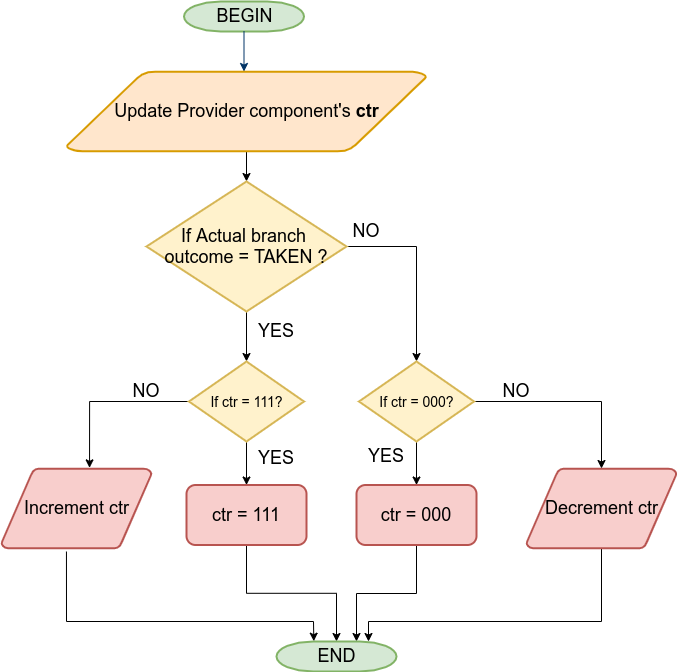 BEGIN
Update Provider component's ctr
If Actual branch
outcome = TAKEN ?
NO
YES
If ctr = 111?
If ctr = 000?
NO
NO
YES
YES
Increment ctr
ctr = 111
ctr = 000
Decrement ctr
END